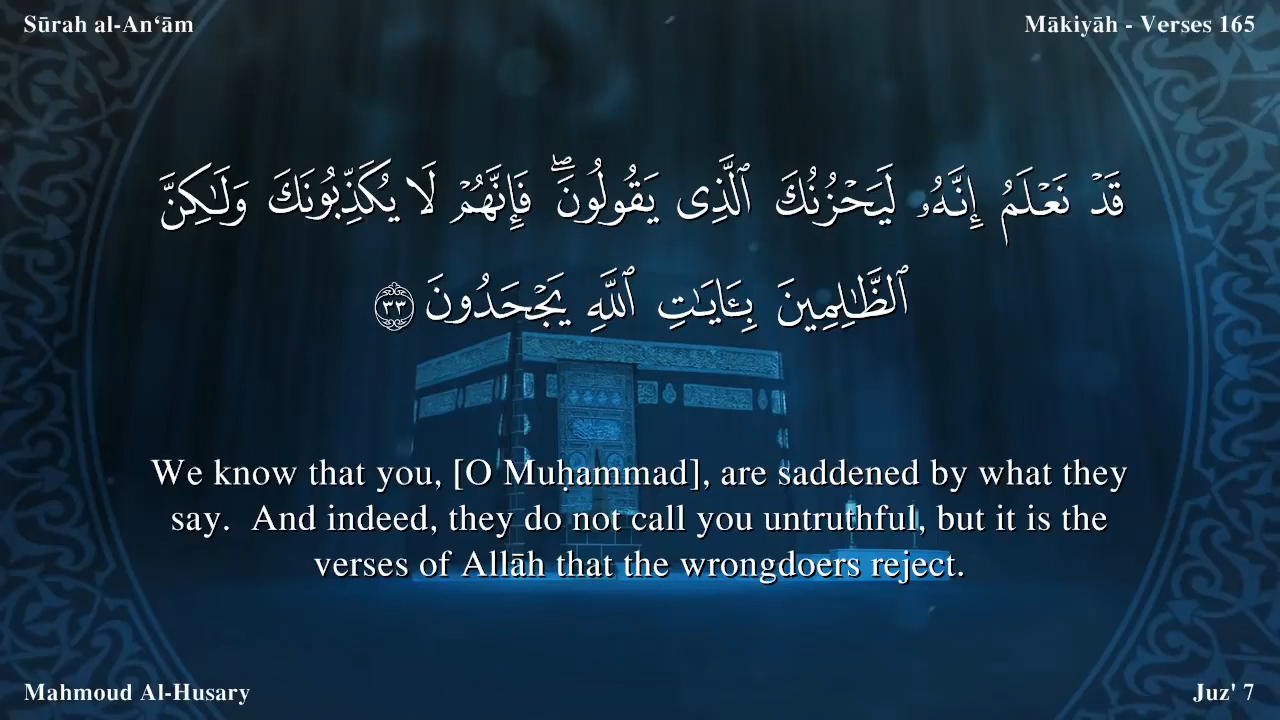 Sūrah al-An‘ām
Mākiyāh - Verses 165
قَدْ نَعْلَمُ إِنَّهُۥ لَيَحْزُنُكَ ٱلَّذِى يَقُولُونَ ۖ فَإِنَّهُمْ لَا يُكَذِّبُونَكَ وَلَـٰكِنَّ
ٱلظَّـٰلِمِينَ بِـَٔايَـٰتِ ٱللَّهِ يَجْحَدُونَ ٣٣
We know that you, [O Muḥammad], are saddened by what they
say. And indeed, they do not call you untruthful, but it is the
verses of Allāh that the wrongdoers reject.
Mahmoud Al-Husary
Juz' 7